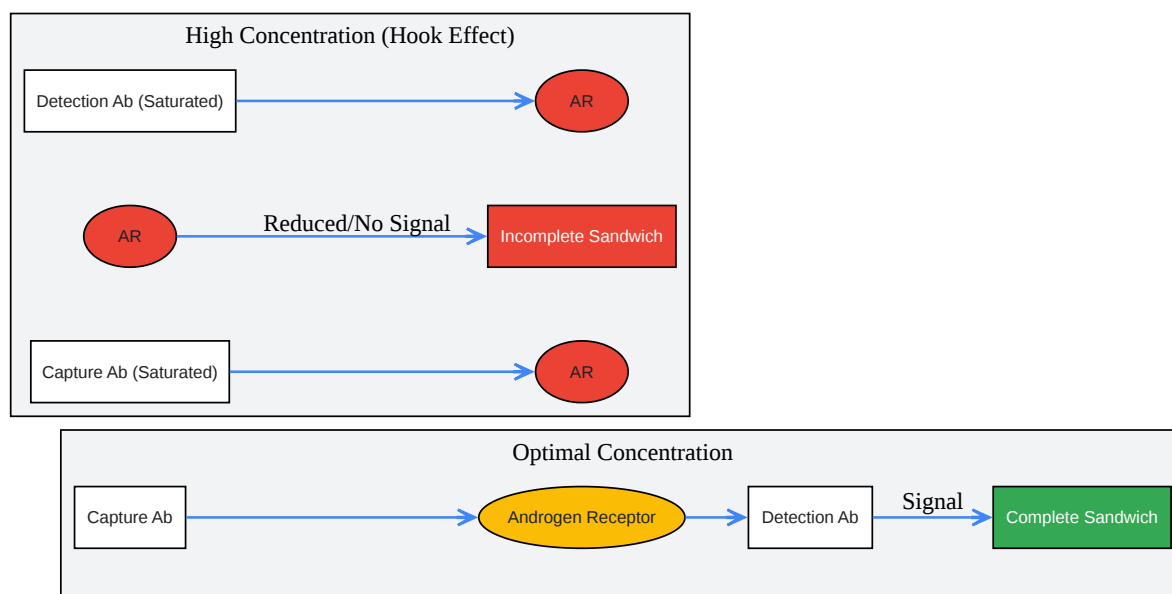 High Concentration (Hook Effect)
Detection Ab (Saturated)
AR
AR
Reduced/No Signal
Incomplete Sandwich
Capture Ab (Saturated)
AR
Optimal Concentration
Capture Ab
Androgen Receptor
Detection Ab
Signal
Complete Sandwich